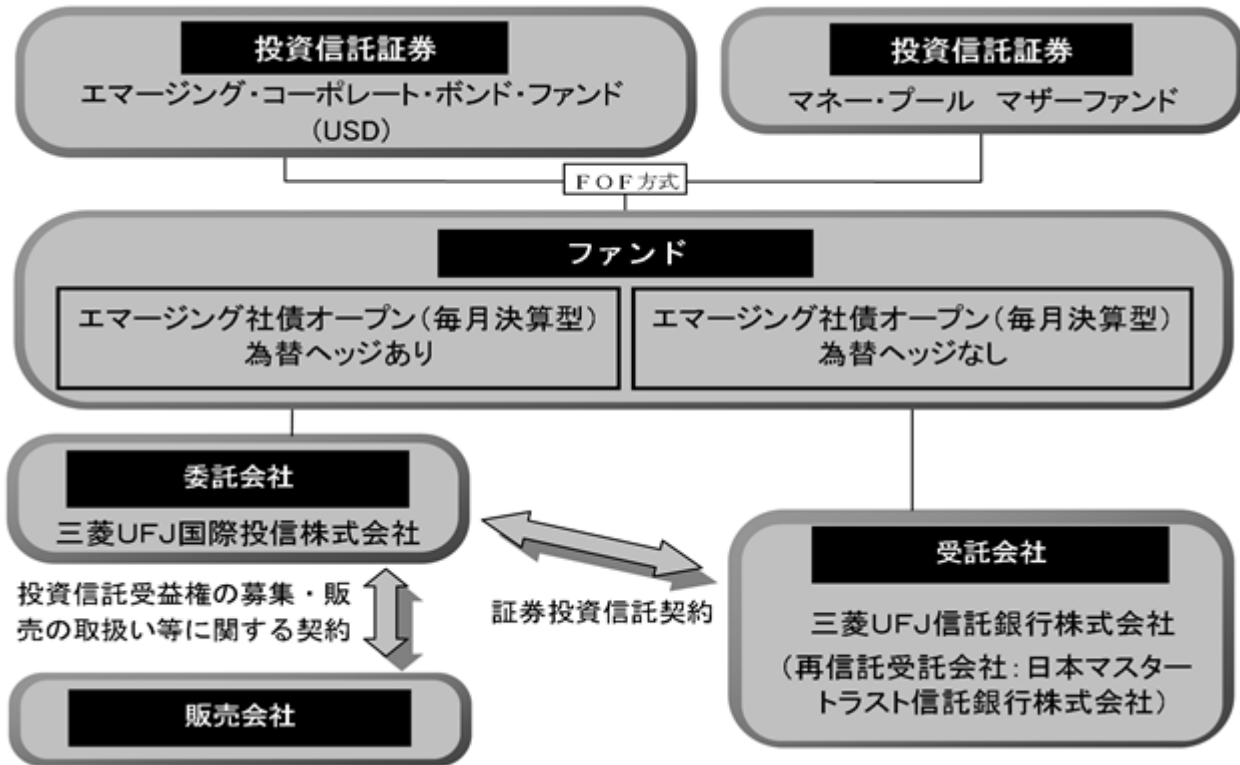 投資信託証券
エマージング・コーポレート・ボンド・ファンド
(USD)
投資信託証券
マネー・プール　マザーファンド
ＦＯＦ方式
ファンド
エマージング社債オープン(毎月決算型)
為替ヘッジあり
エマージング社債オープン(毎月決算型)
為替ヘッジなし
委託会社
三菱UFJ国際投信株式会社
投資信託受益権の募集・販
売の取扱い等に関する契約
販売会社
証券投資信託契約
受託会社
三菱UFJ信託銀行株式会社
(再信託受託会社:日本マスター
トラスト信託銀行株式会社)